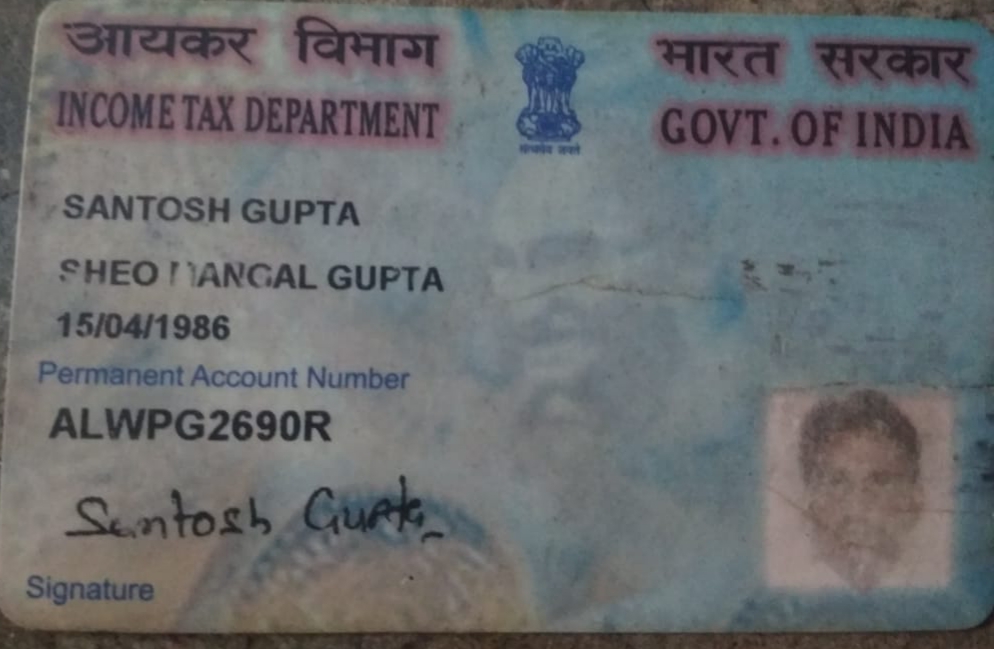 आयकर विभाग भारत सरकार
INCOME TAX DEPARTMENT GOVT. OF INDIA
सत्यमेव जयते
SANTOSH GUPTA
SHEO MANGAL GUPTA
15/04/1986
Permanent Account Number
ALWPG2690R
Santosh Gupta
Signature